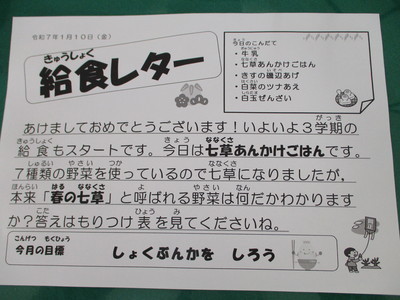 令和７年１月１０日（金）
きゅうしょく
給食レター
今日のこんだて
・牛乳
・七草あんかけごはん
・きすの磯辺あげ
・白菜のツナあえ
・白玉ぜんざい
あけましておめでとうございます！いよいよ３学期の
給食もスタートです。今日は七草あんかけごはんです。
７種類の野菜を使っているので七草になりましたが、
本来「春の七草」と呼ばれる野菜は何だかわかります
か？答えはもりつけ表を見てくださいね。
こんげつ もくひょう
今月の目標
しょくぶんかを しろう